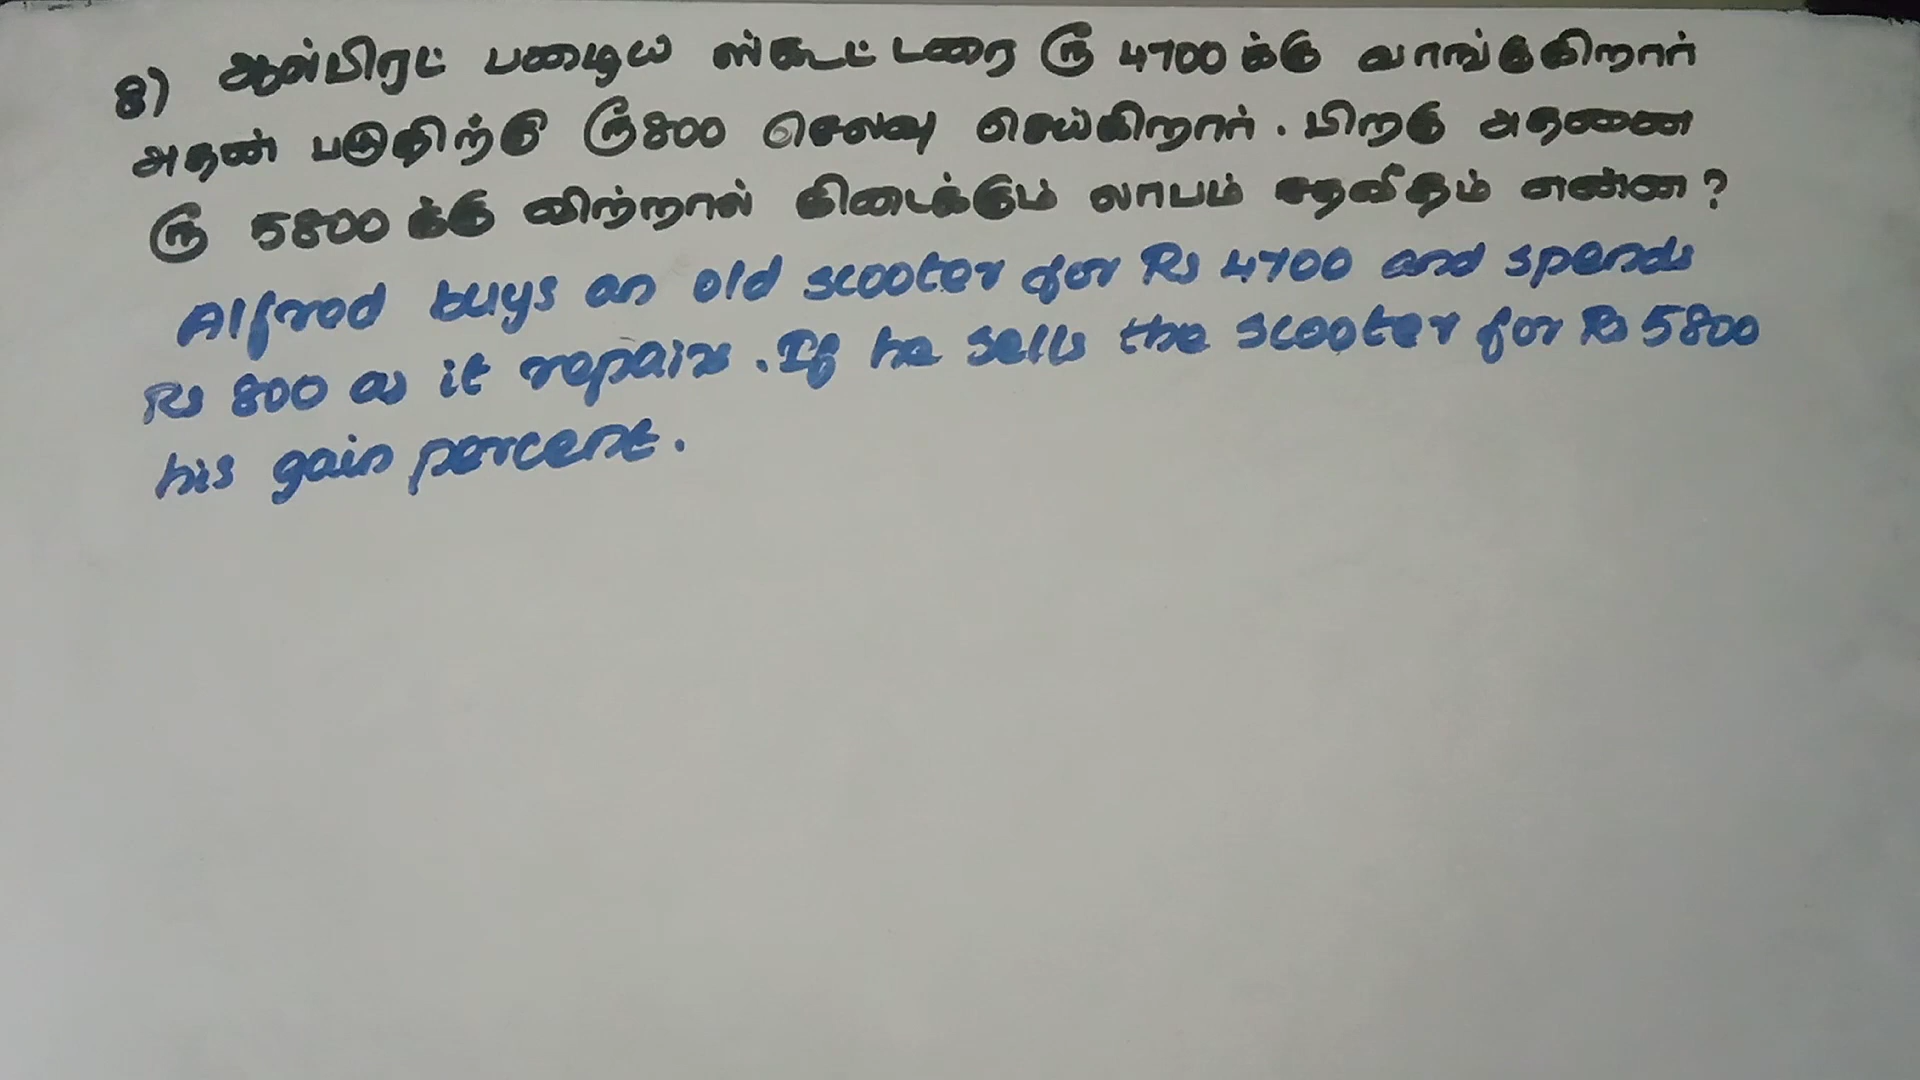 8) ஆல்பிரட் பழைய ஸ்கூட்டரை ரூ 4700 க்கு வாங்குகிறார்
அதன் பழுதிற்கு ரூ800 செலவு செய்கிறார். பிறகு அதனை
ரூ 5800 க்கு விற்றால் கிடைக்கும் லாபம் சதவீதம் என்ன?
Alfred buys an old scooter for Rs 4700 and spends
Rs 800 as it repairs. If he sells the scooter for Rs 5800
his gain percent.